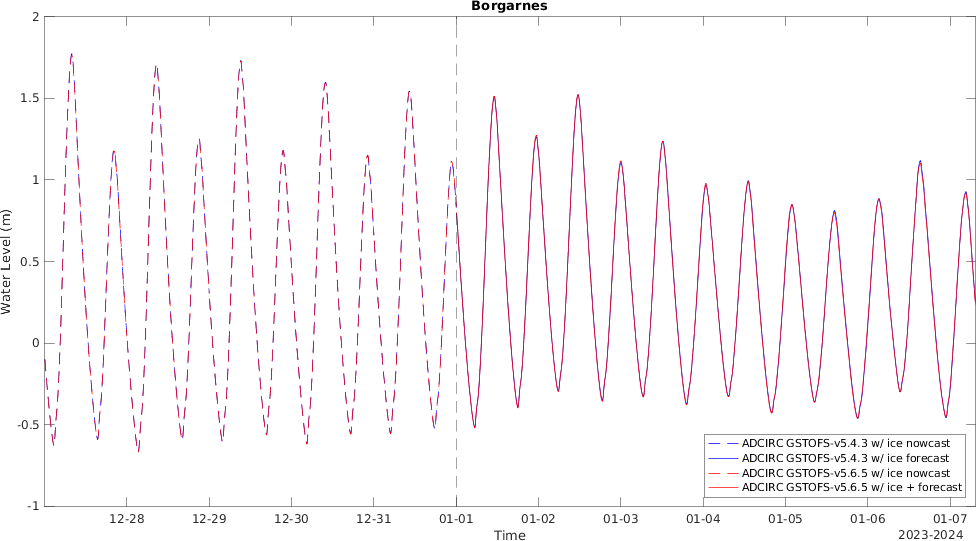 Borgarnes
2
1.5
1
0.5
0
-0.5
-1
Water Level (m)
12-28 12-29 12-30 12-31 01-01 01-02 01-03 01-04 01-05 01-06 01-07
2023-2024
Time
ADCIRC GSTOFS-v5.4.3 w/ ice nowcast
ADCIRC GSTOFS-v5.4.3 w/ ice forecast
ADCIRC GSTOFS-v5.6.5 w/ ice nowcast
ADCIRC GSTOFS-v5.6.5 w/ ice + forecast